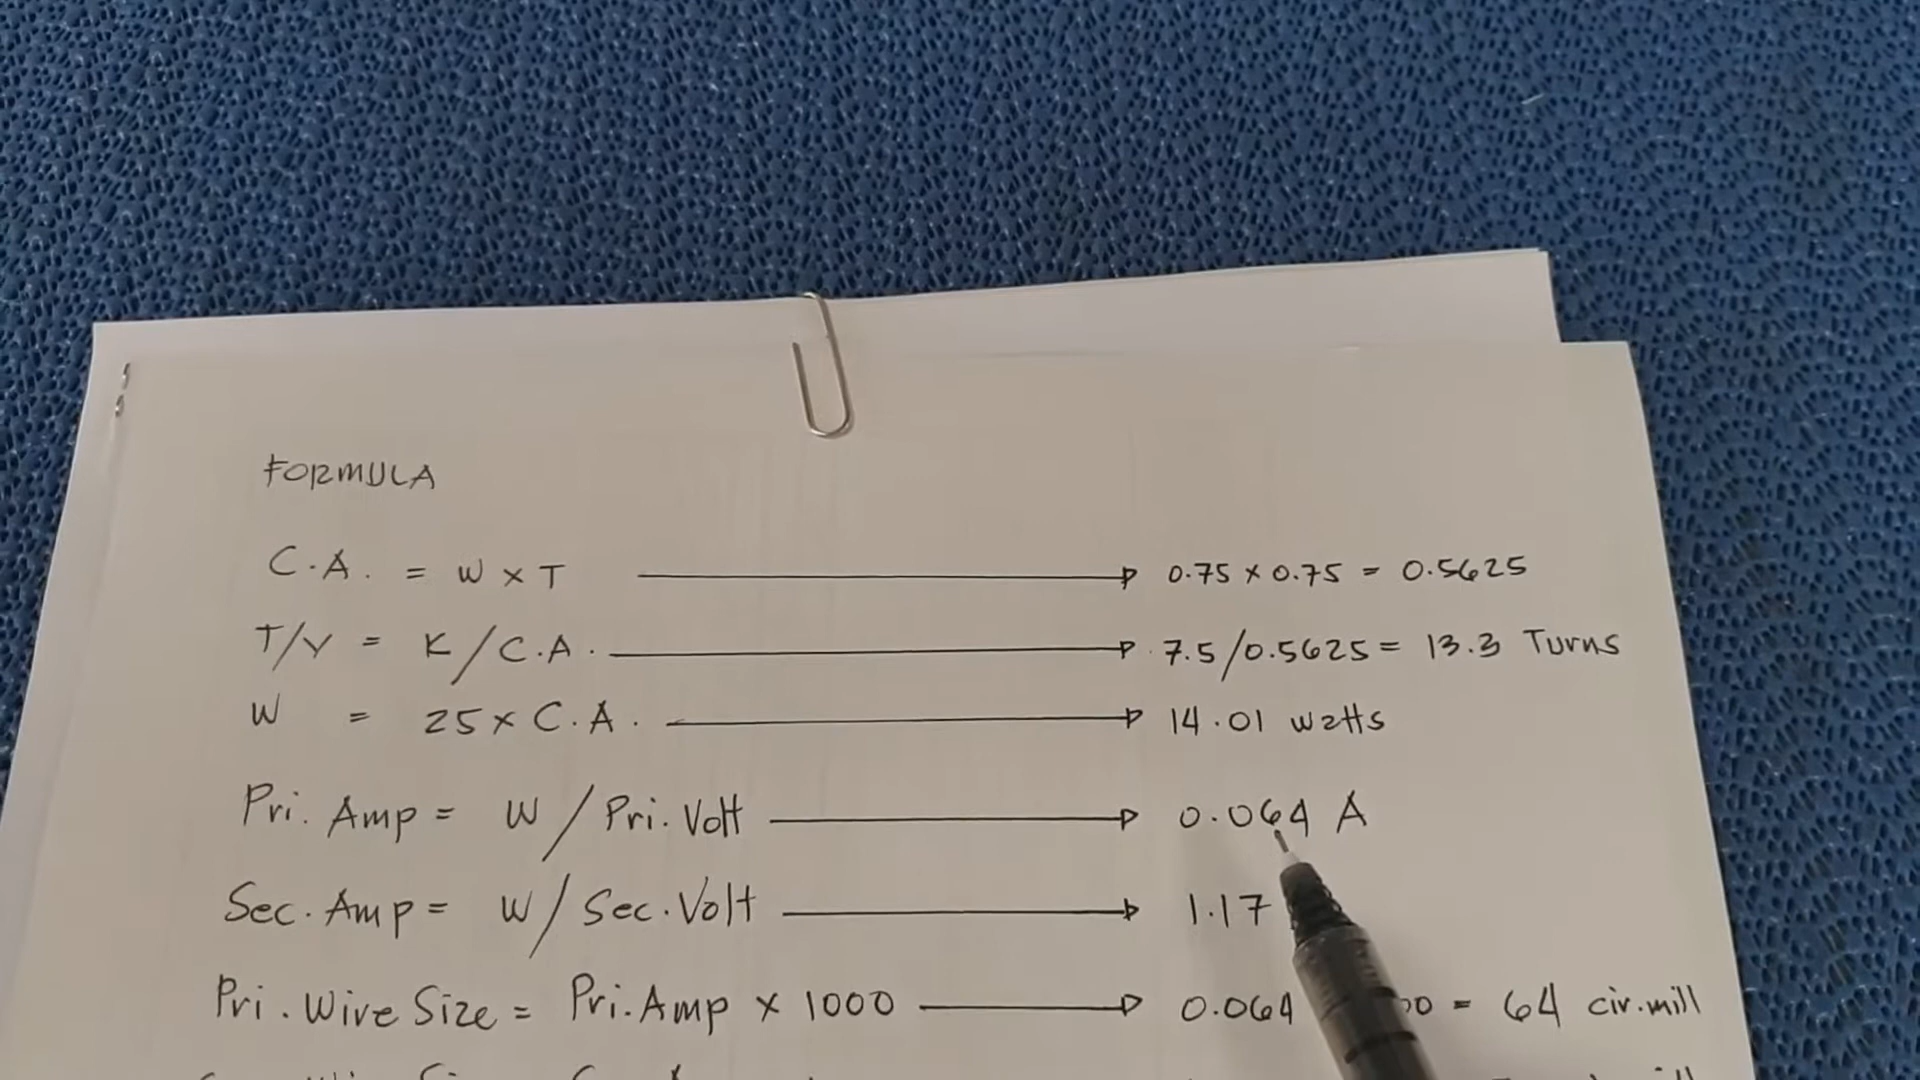 FORMULA
C.A. = W x T → 0.75 x 0.75 = 0.5625
T/V = K/C.A. → 7.5/0.5625 = 13.3 Turns
W = 25 x C.A. → 14.01 watts
Pri. Amp = W / Pri. Volt → 0.064 A
Sec. Amp = W / Sec. Volt → 1.17
Pri. Wire Size = Pri. Amp x 1000 → 0.064 00 = 64 cir.mill